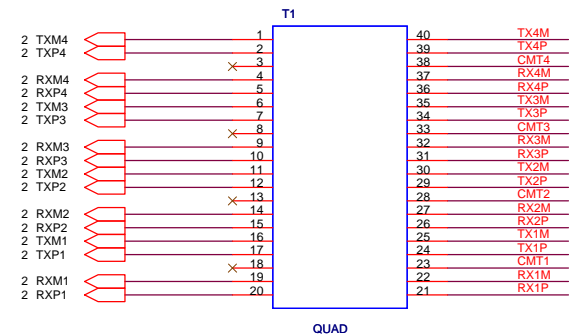 T1
2 TXM4 1 40 TX4M
2 TXP4 2 39 TX4P
3 38 CMT4
2 RXM4 4 37 RX4M
2 RXP4 5 36 RX4P
2 TXM3 6 35 TX3M
2 TXP3 7 34 TX3P
8 33 CMT3
2 RXM3 9 32 RX3M
2 RXP3 10 31 RX3P
2 TXM2 11 30 TX2M
2 TXP2 12 29 TX2P
13 28 CMT2
2 RXM2 14 27 RX2M
2 RXP2 15 26 RX2P
2 TXM1 16 25 TX1M
2 TXP1 17 24 TX1P
18 23 CMT1
2 RXM1 19 22 RX1M
2 RXP1 20 21 RX1P
QUAD